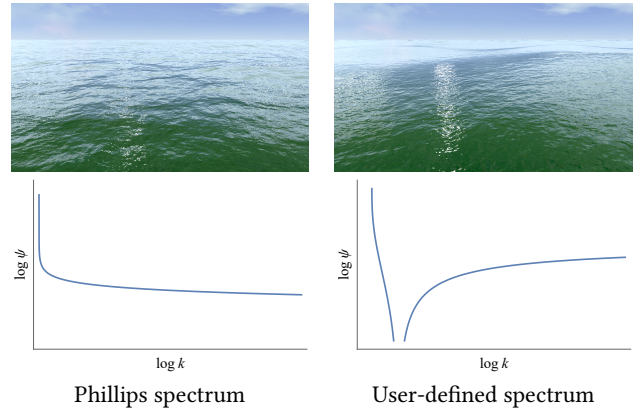 log ψ
log k
Phillips spectrum
log ψ
log k
User-defined spectrum